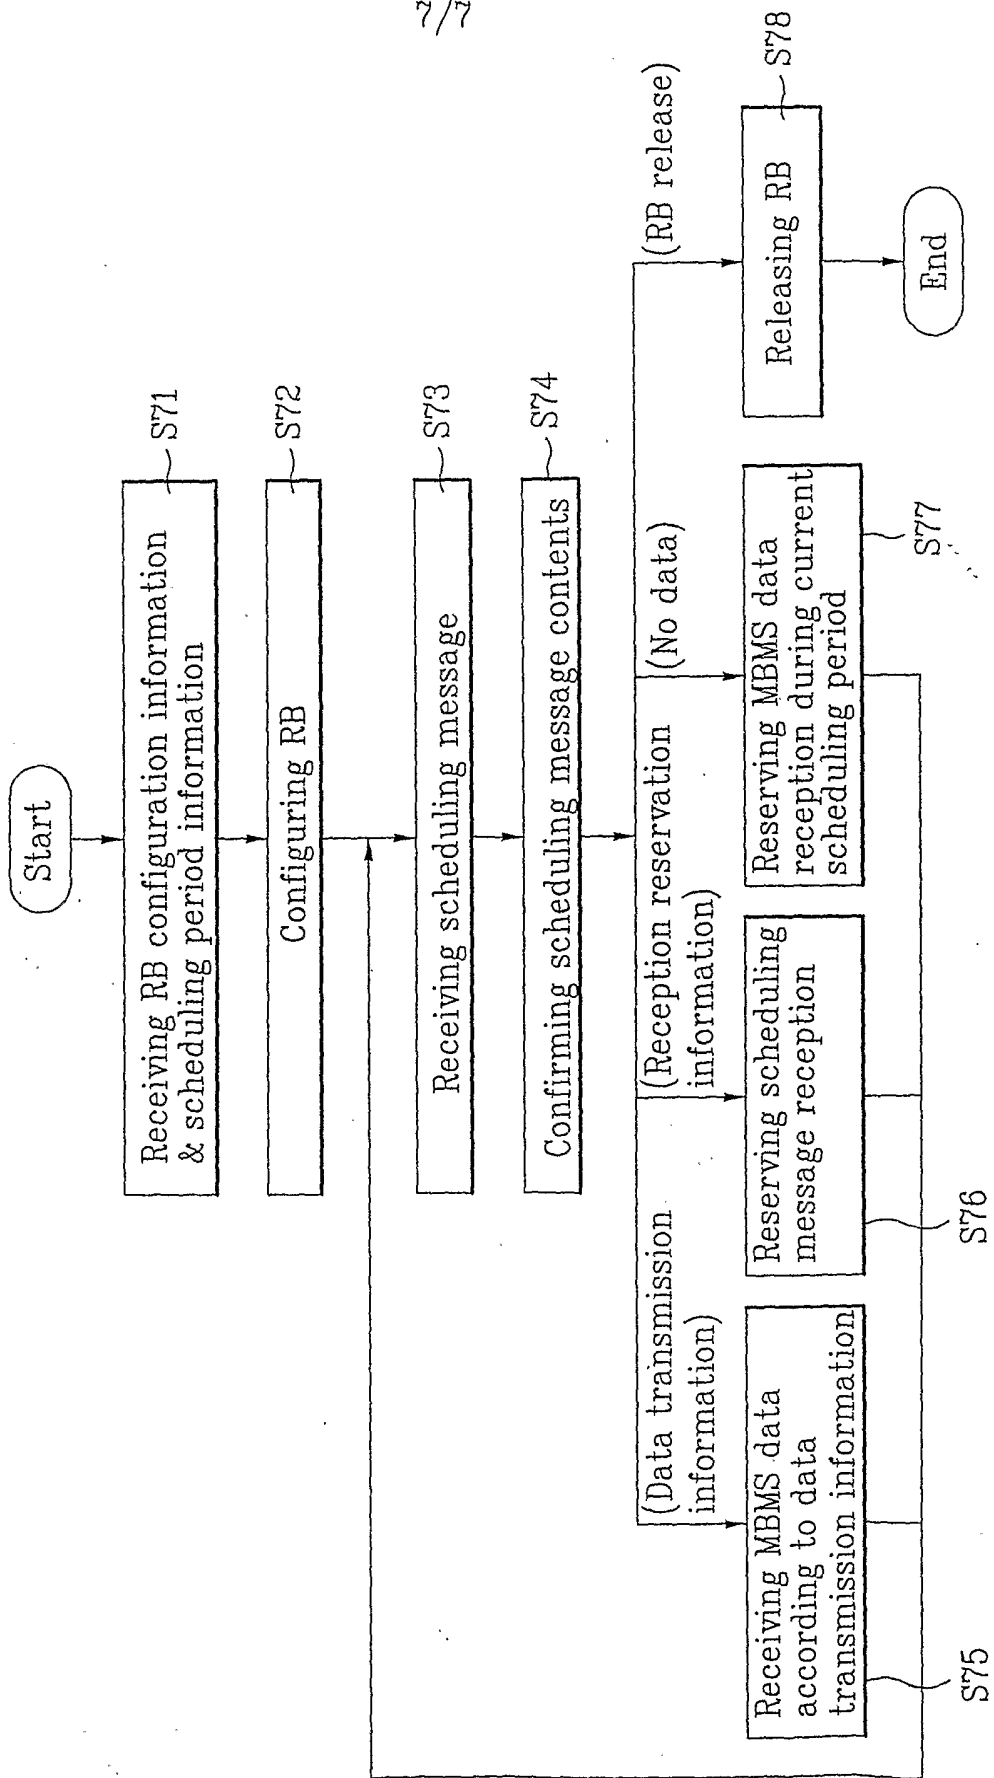 7/7
Start
Receiving RB configuration information
& scheduling period information
S71
Configuring RB
S72
Receiving scheduling message
S73
Confirming scheduling message contents
S74
(Data transmission
information)
(Reception reservation
information)
(No data)
(RB release)
Receiving MBMS data
according to data
transmission information
S75
Reserving scheduling
message reception
S76
Reserving MBMS data
reception during current
scheduling period
S77
Releasing RB
S78
End